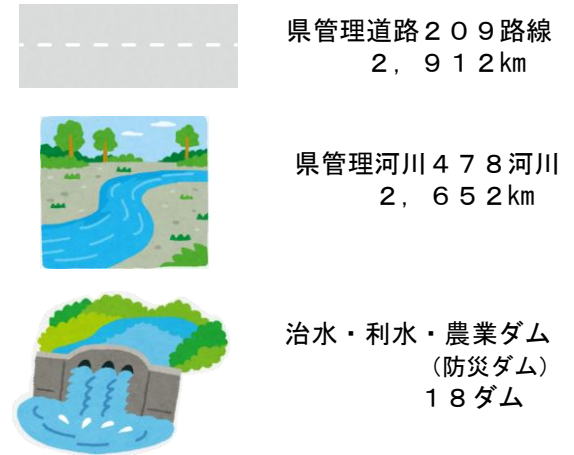 県管理道路２０９路線
２，９１２㎞
県管理河川４７８河川
２，６５２㎞
治水・利水・農業ダム
（防災ダム）
１８ダム